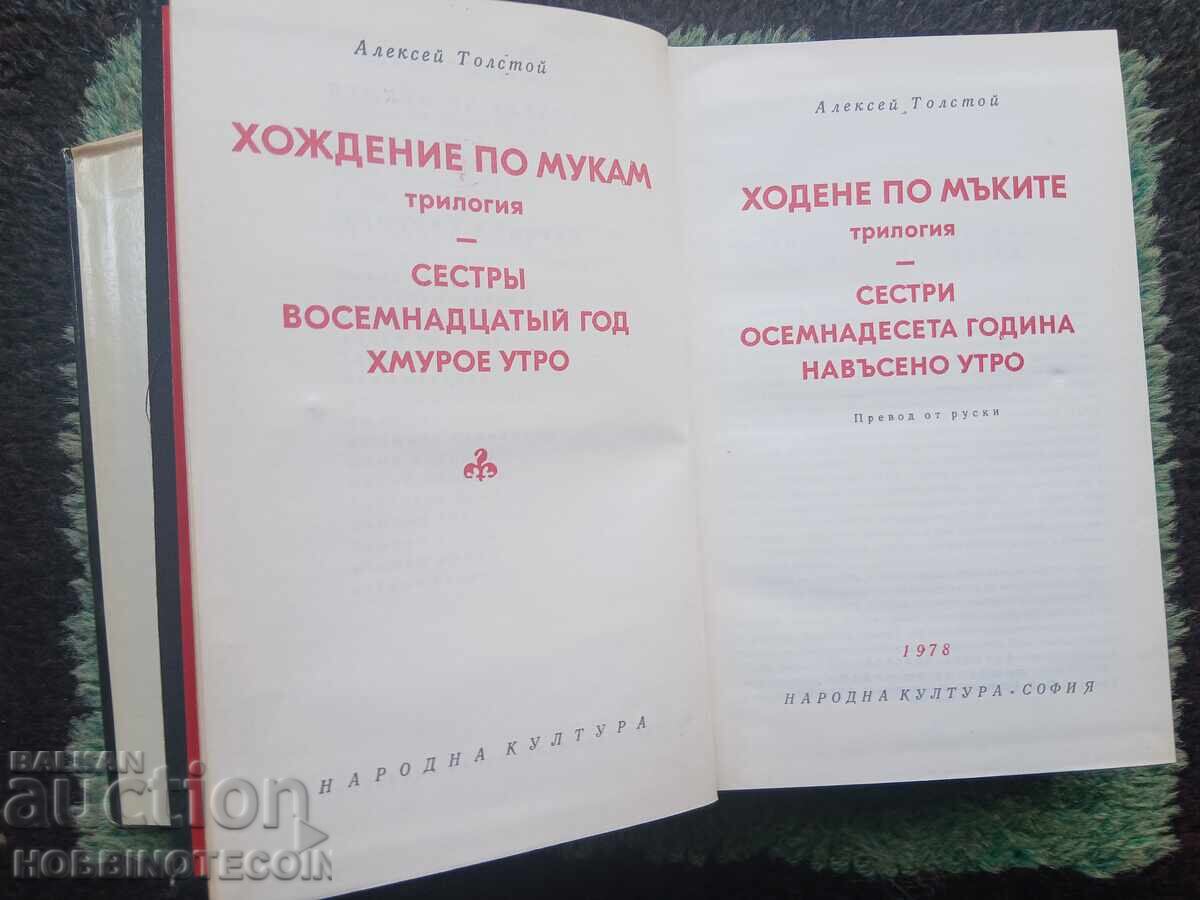 Алексей Толстой
ХОЖДЕНИЕ ПО МУКАМ
трилогия
—
СЕСТРЫ
ВОСЕМНАДЦАТЫЙ ГОД
ХМУРОЕ УТРО
НАРОДНА КУЛТУРА
Алексей Толстой
ХОДЕНЕ ПО МЪКИТЕ
трилогия
—
СЕСТРИ
ОСЕМНАДЕСЕТА ГОДИНА
НАВЪСЕНО УТРО
Превод от руски
1978
НАРОДНА КУЛТУРА · СОФИЯ
BALKAN
auction
HOBBINOTECOIN